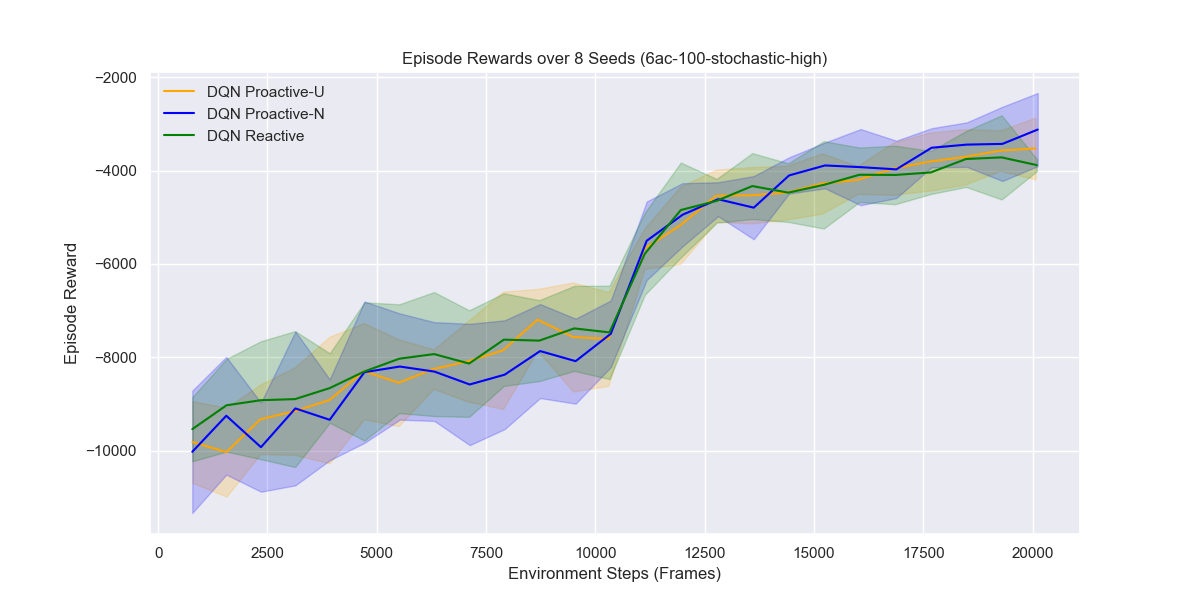 Episode Rewards over 8 Seeds (6ac-100-stochastic-high)
−2000
−4000
−6000
−8000
−10000
Episode Reward
DQN Proactive-U
DQN Proactive-N
DQN Reactive
0
2500
5000
7500
10000
12500
15000
17500
20000
Environment Steps (Frames)